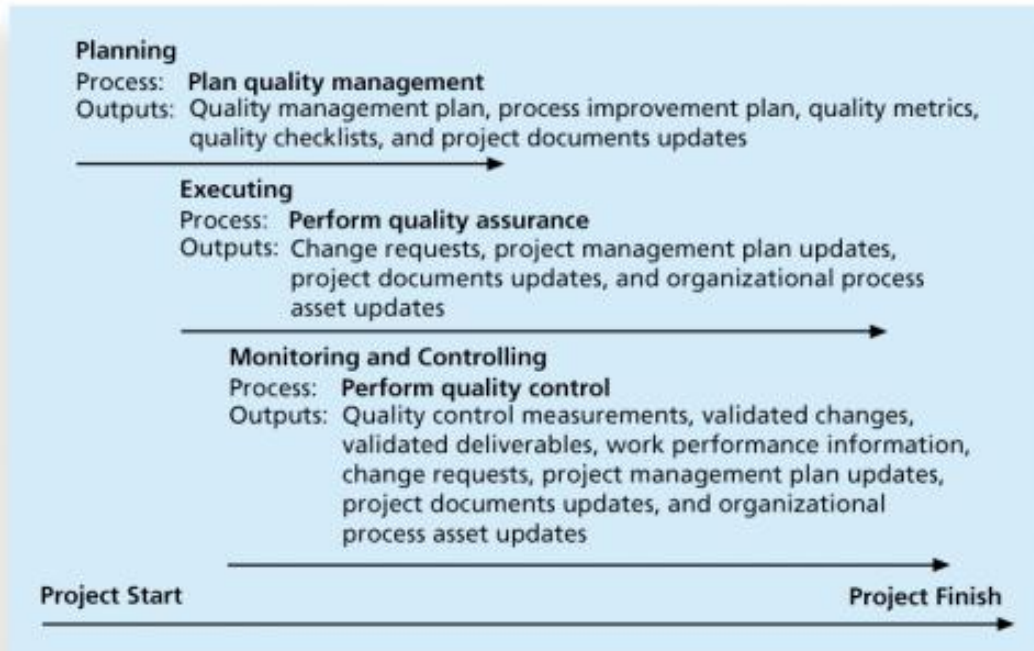 Planning
Process: Plan quality management
Outputs: Quality management plan, process improvement plan, quality metrics,
quality checklists, and project documents updates
Executing
Process: Perform quality assurance
Outputs: Change requests, project management plan updates,
project documents updates, and organizational process
asset updates
Monitoring and Controlling
Process: Perform quality control
Outputs: Quality control measurements, validated changes,
validated deliverables, work performance information,
change requests, project management plan updates,
project documents updates, and organizational
process asset updates
Project Start Project Finish